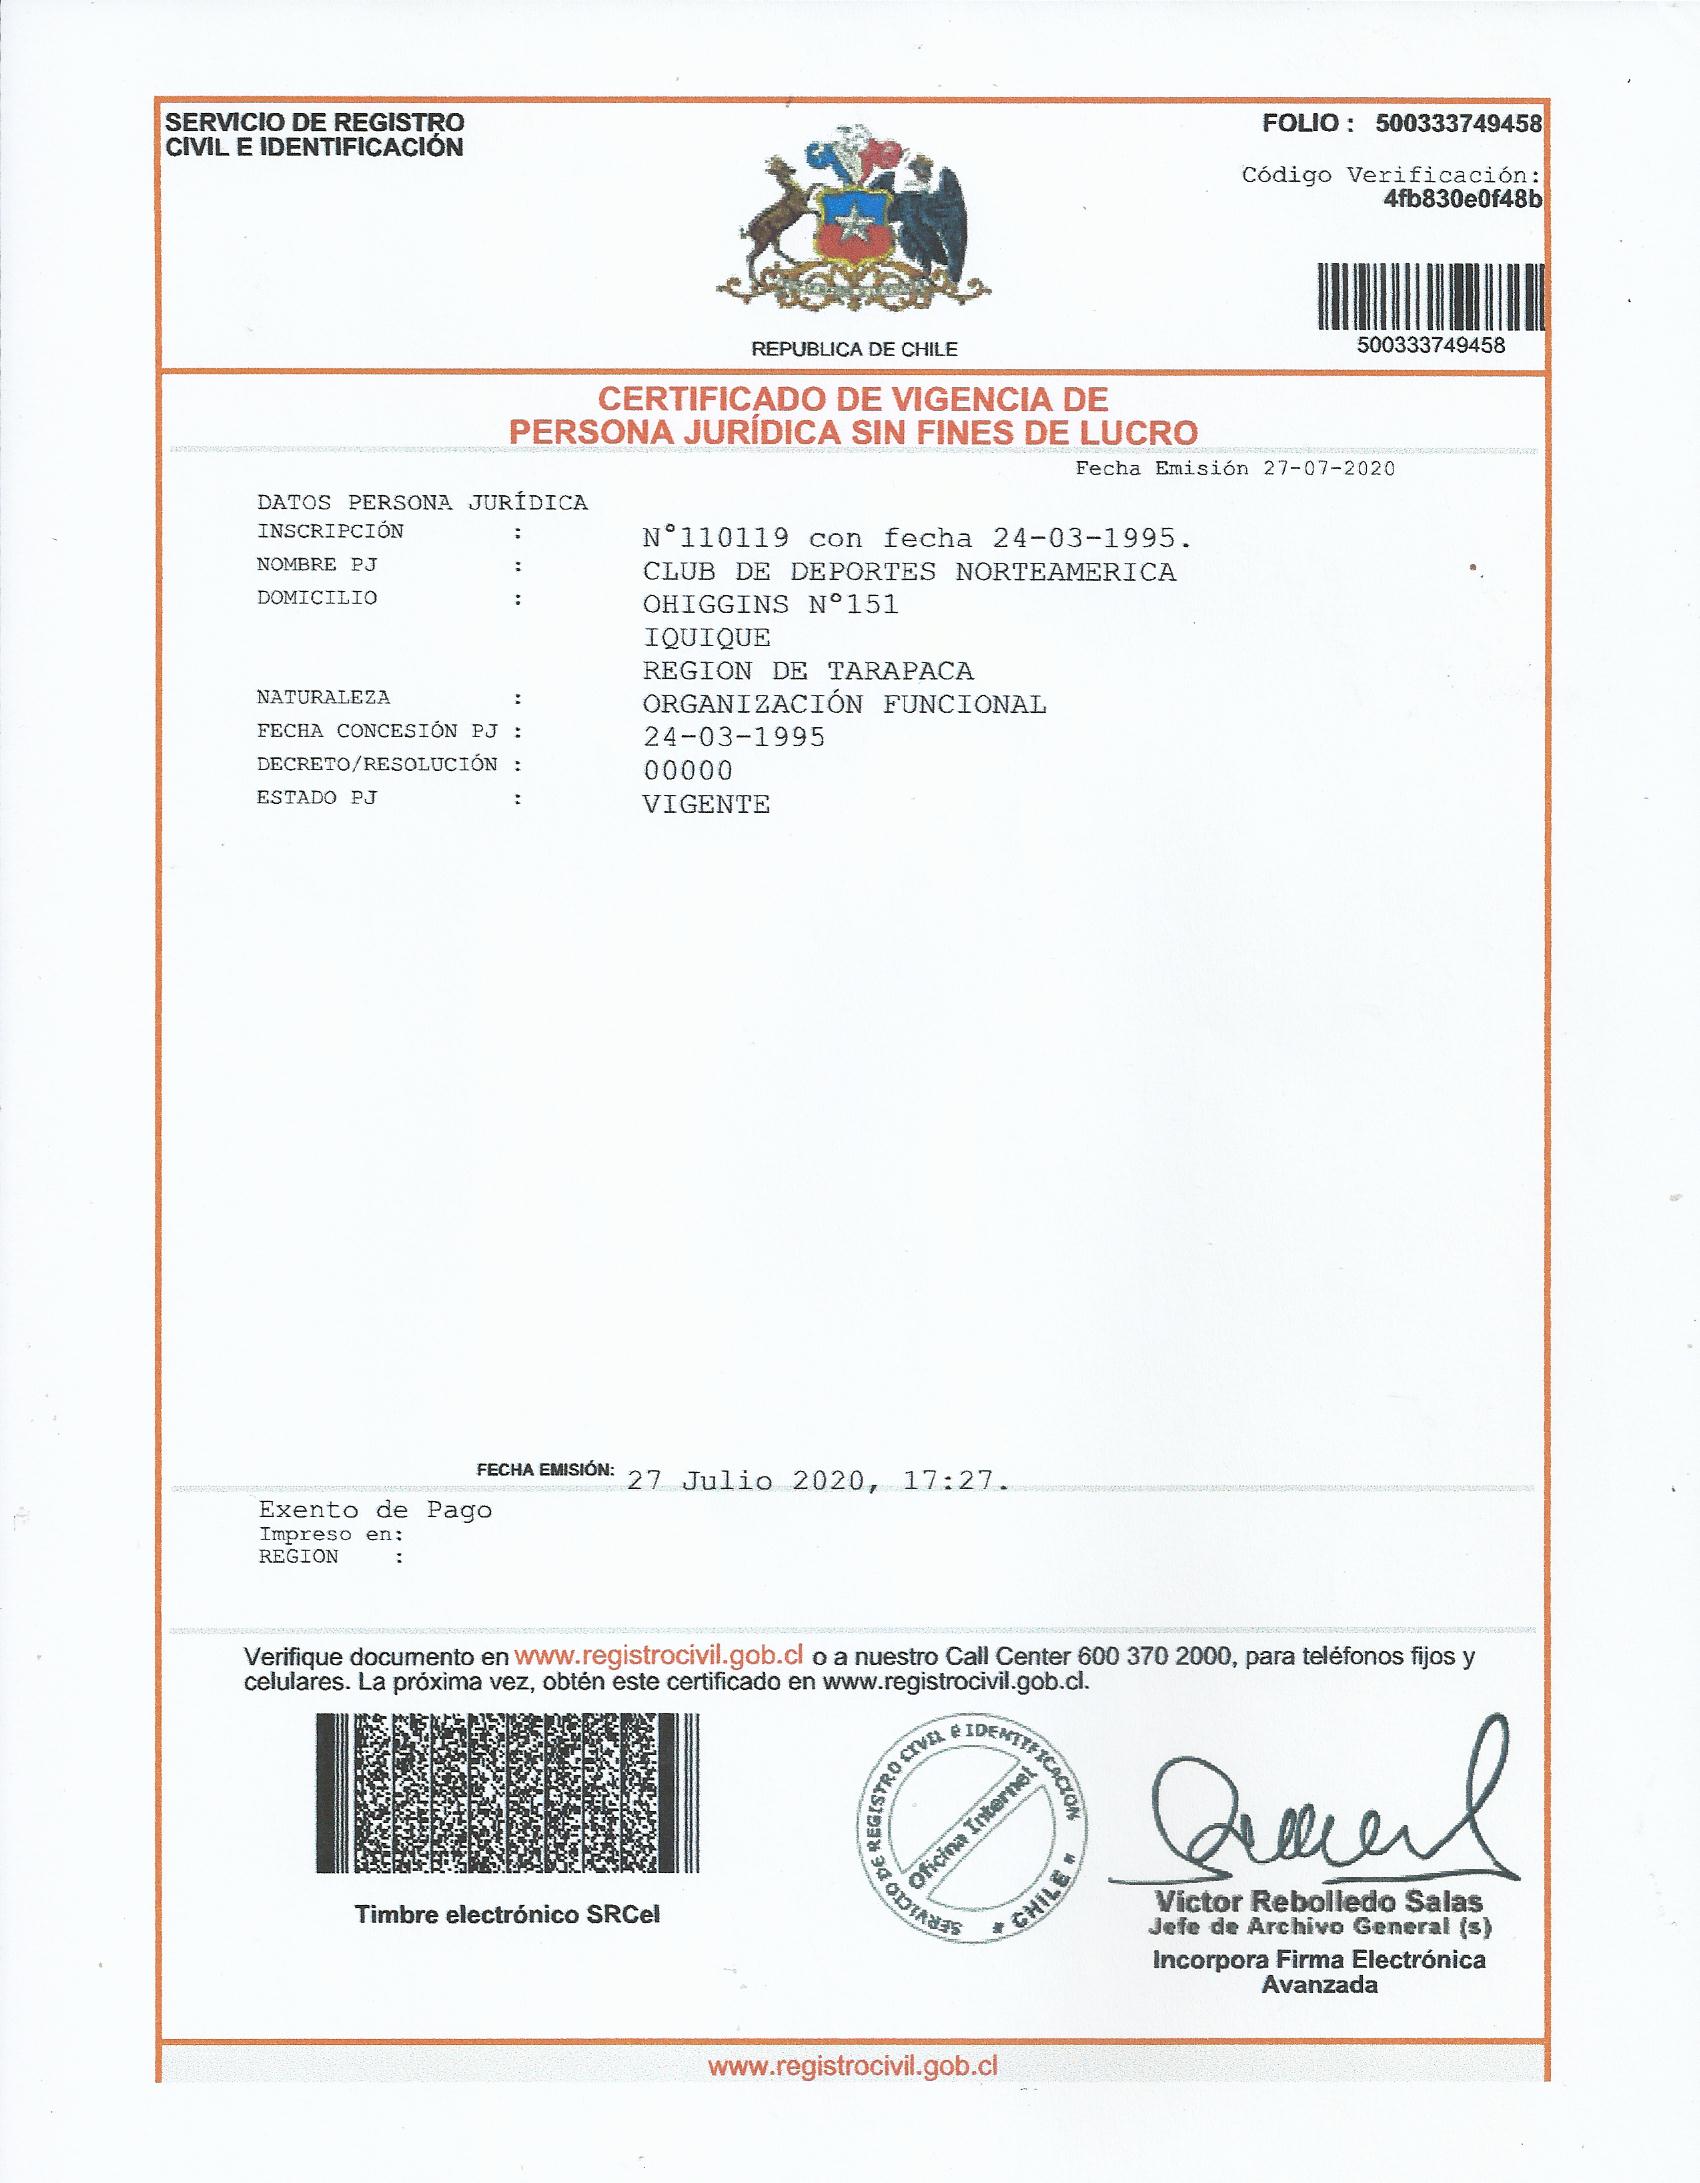 SERVICIO DE REGISTRO
CIVIL E IDENTIFICACIÓN
REPUBLICA DE CHILE
FOLIO : 500333749458
Código Verificación:
4fb830e0f48b
500333749458
CERTIFICADO DE VIGENCIA DE
PERSONA JURÍDICA SIN FINES DE LUCRO
Fecha Emisión 27-07-2020
DATOS PERSONA JURÍDICA
INSCRIPCIÓN : N°110119 con fecha 24-03-1995.
NOMBRE PJ : CLUB DE DEPORTES NORTEAMERICA
DOMICILIO : OHIGGINS N°151
IQUIQUE
REGION DE TARAPACA
NATURALEZA : ORGANIZACIÓN FUNCIONAL
FECHA CONCESIÓN PJ : 24-03-1995
DECRETO/RESOLUCIÓN : 00000
ESTADO PJ : VIGENTE
FECHA EMISIÓN: 27 Julio 2020, 17:27.
Exento de Pago
Impreso en:
REGION :
Verifique documento en www.registrocivil.gob.cl o a nuestro Call Center 600 370 2000, para teléfonos fijos y
celulares. La próxima vez, obtén este certificado en www.registrocivil.gob.cl.
Timbre electrónico SRCeI
SERVICIO DE REGISTRO CIVIL E IDENTIFICACION
Oficina Internet
* CHILE *
Víctor Rebolledo Salas
Jefe de Archivo General (s)
Incorpora Firma Electrónica
Avanzada
www.registrocivil.gob.cl